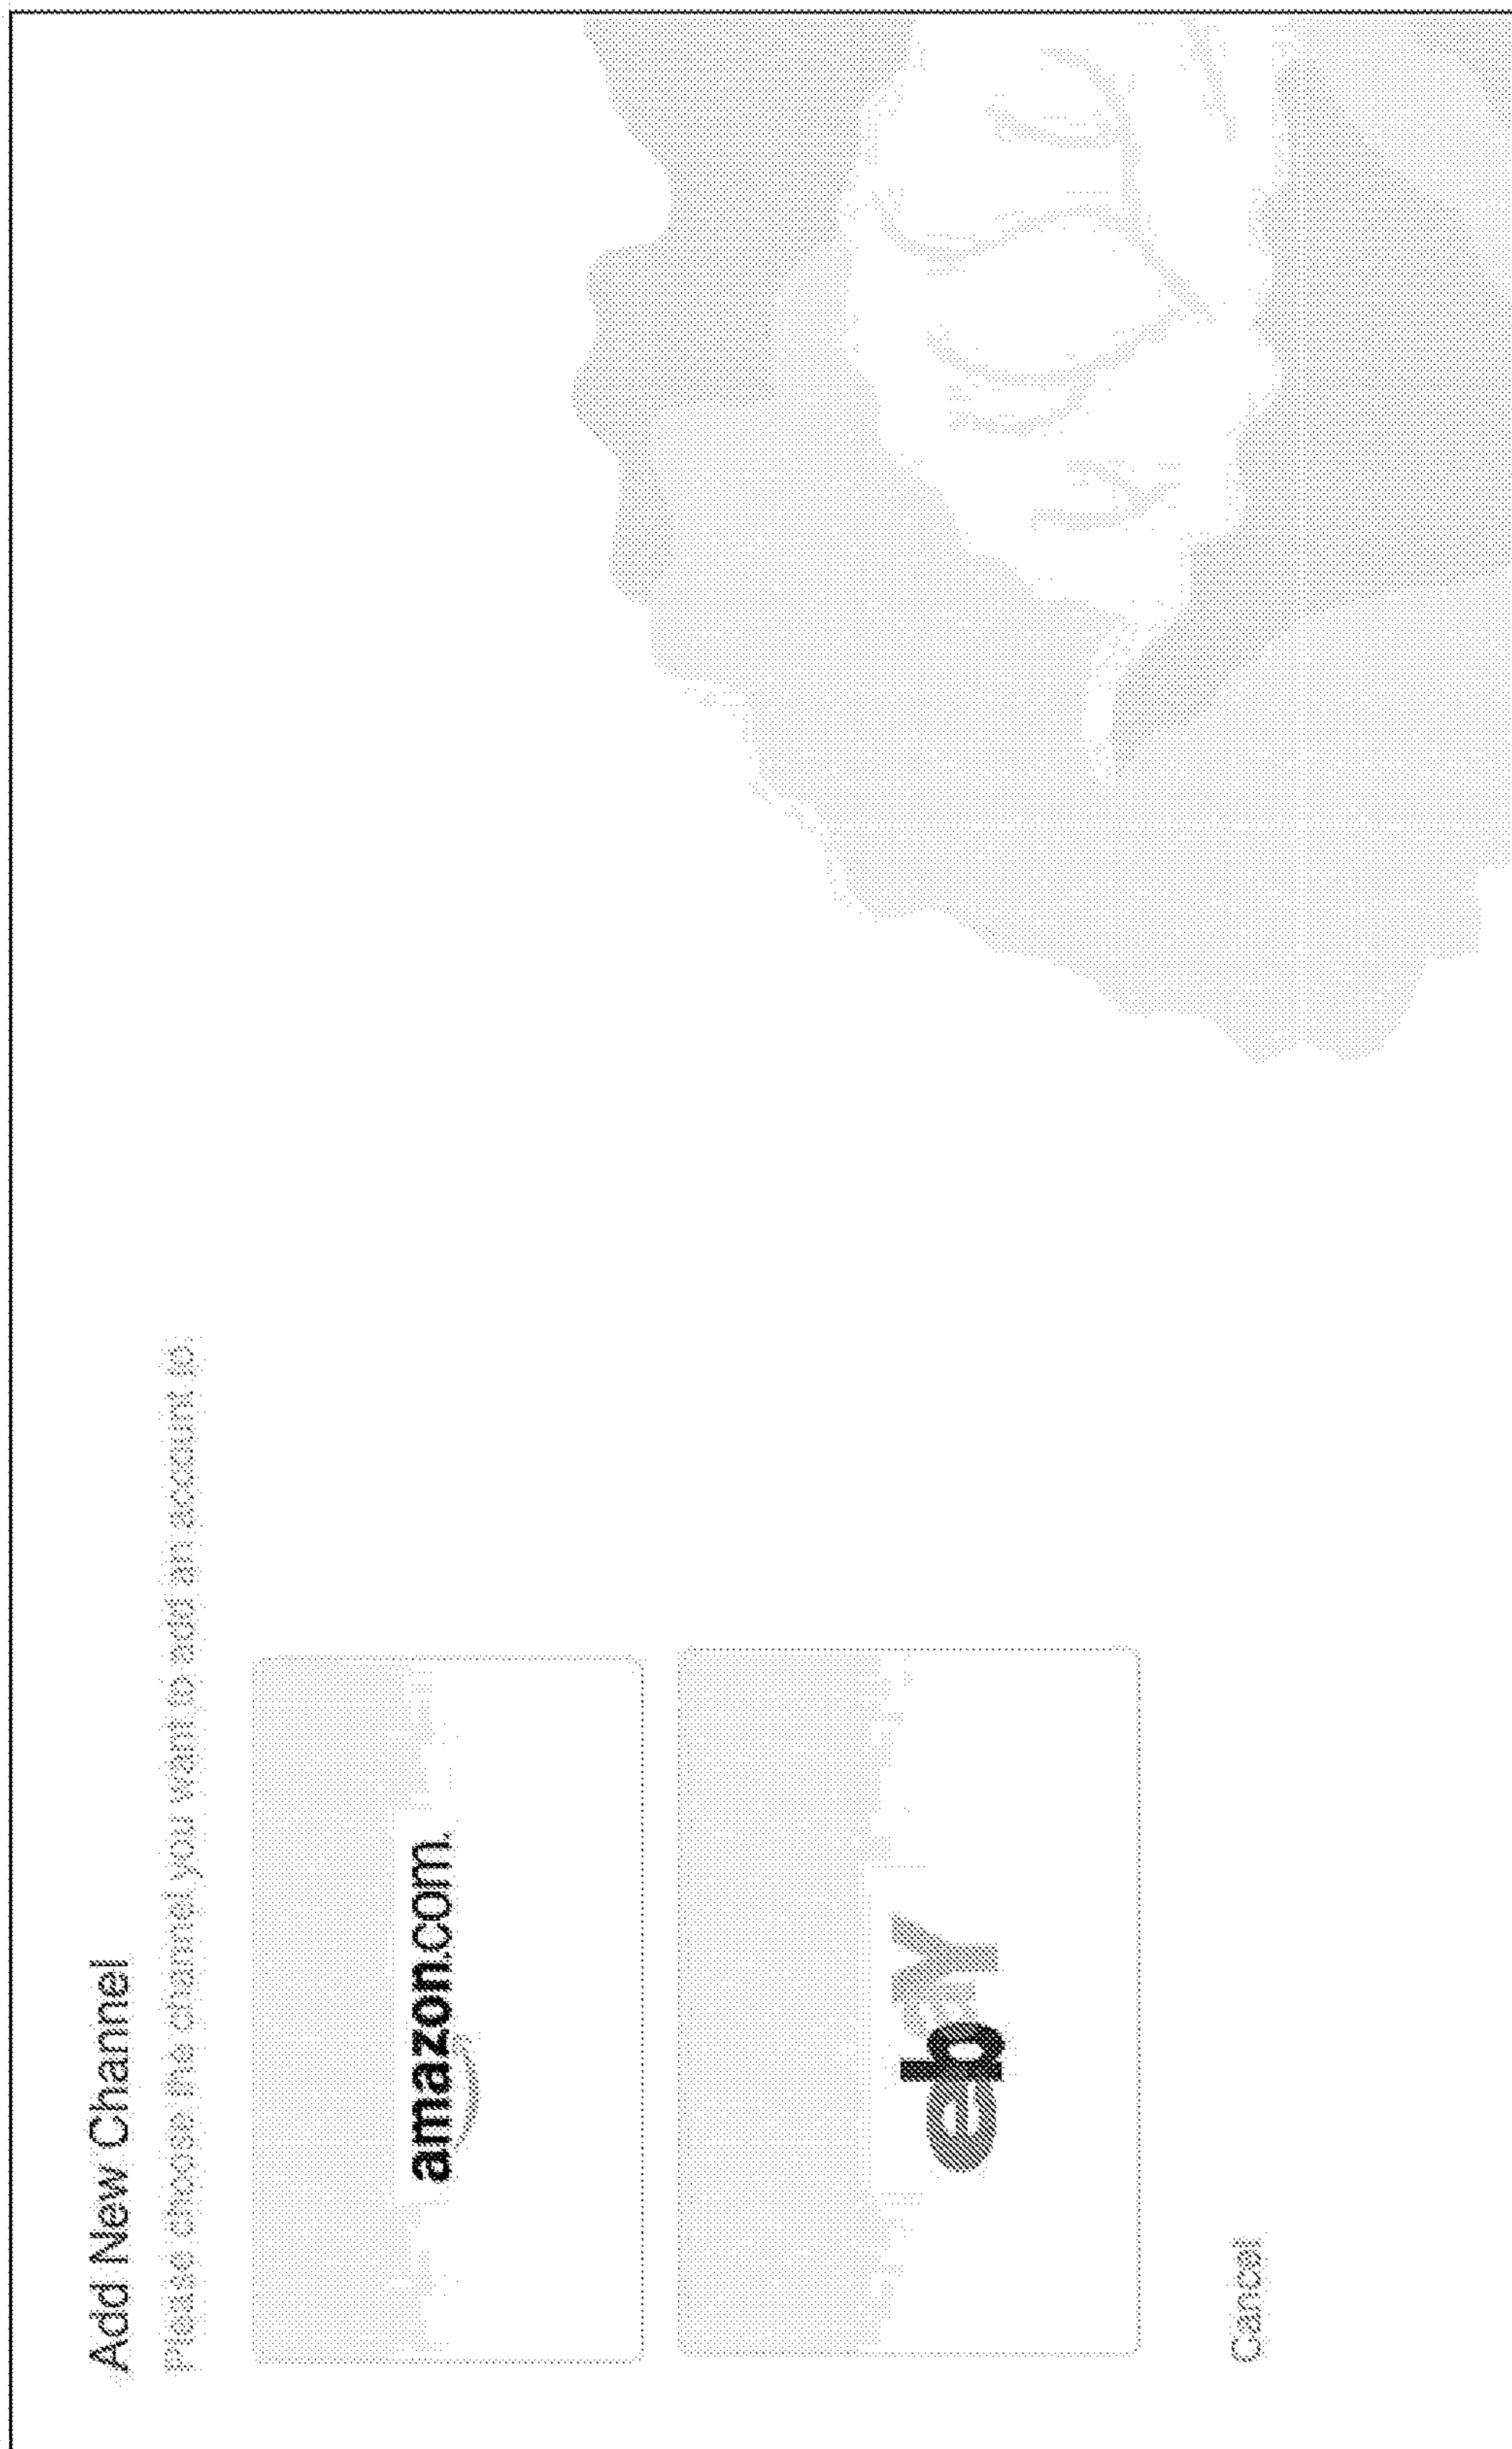 Add New Channel
Please choose the channel you want to add an account to:
amazon.com.
ebay
Cancel